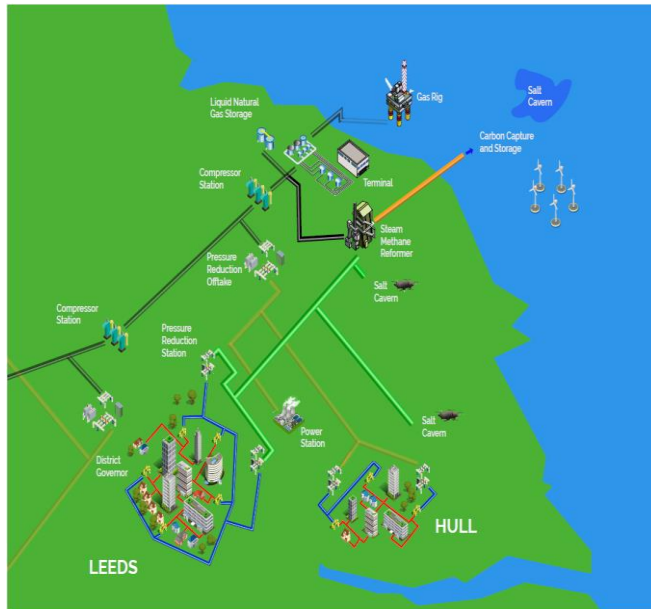 Salt
Cavern
Gas Rig
Liquid Natural
Gas Storage
Carbon Capture
and Storage
Compressor
Station
Terminal
Steam
Methane
Reformer
Pressure
Reduction
Offtake
Salt
Cavern
Compressor
Station
Pressure
Reduction
Station
Salt
Cavern
Power
Station
District
Governor
HULL
LEEDS